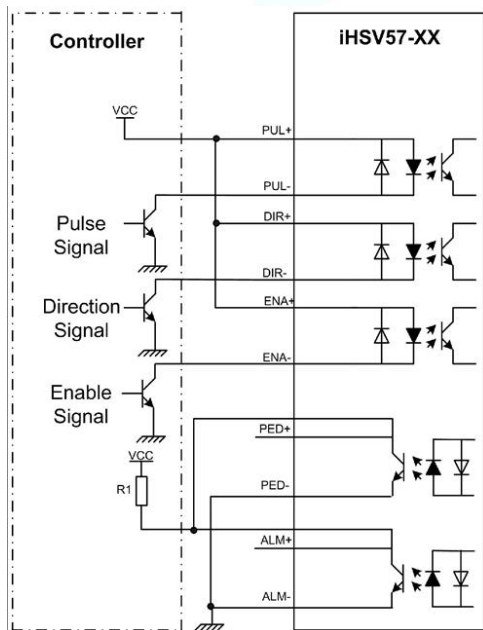 Controller
iHSV57-XX
VCC
PUL+
PUL-
Pulse
Signal
DIR+
DIR-
Direction
Signal
ENA+
ENA-
Enable
Signal
VCC
R1
PED+
PED-
ALM+
ALM-